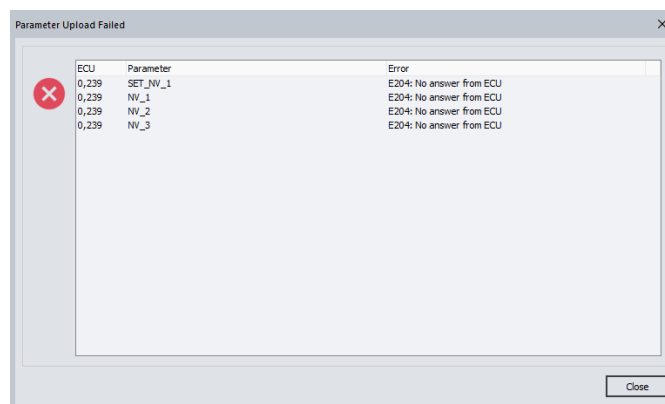 Parameter Upload Failed
ECU Parameter Error
0,239 SET_NV_1 E204: No answer from ECU
0,239 NV_1 E204: No answer from ECU
0,239 NV_2 E204: No answer from ECU
0,239 NV_3 E204: No answer from ECU
Close